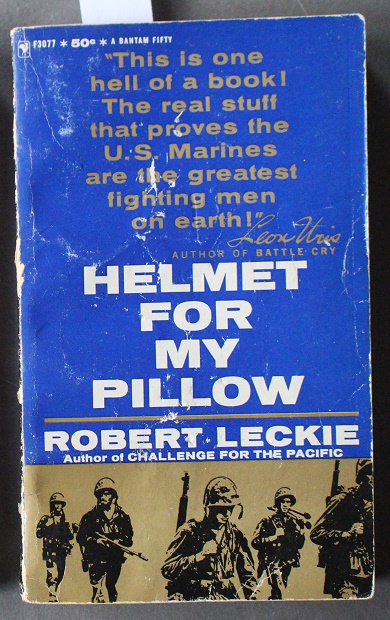 F3077 * 50¢ * A BANTAM FIFTY
"This is one
hell of a book!
The real stuff
that proves the
U.S. Marines
are the greatest
fighting men
on earth!"
Leon Uris
AUTHOR OF BATTLE CRY
HELMET
FOR
MY
PILLOW
ROBERT LECKIE
Author of CHALLENGE FOR THE PACIFIC